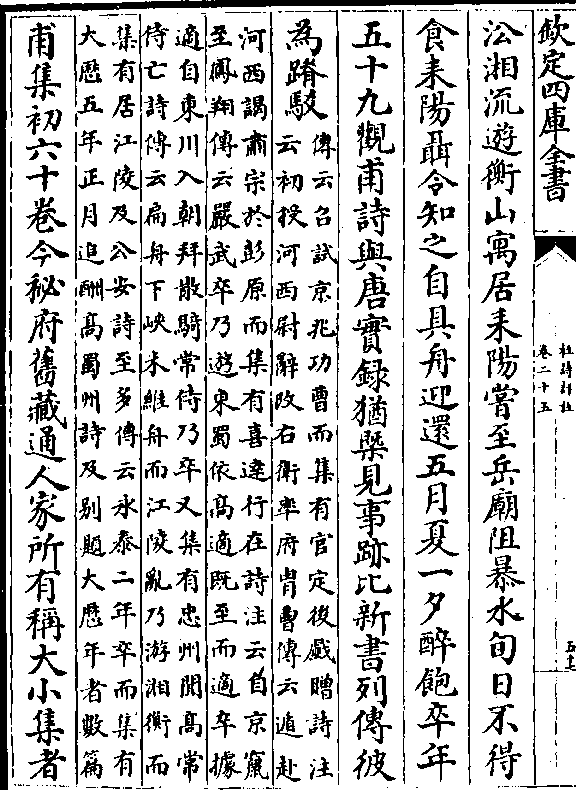 欽定四庫全書
杜詩詳註
卷二十五
㳂湘流遊衡山寓居耒陽嘗至岳廟阻暴水旬日不得
食耒陽聶令知之自具舟迎還五月夏一夕醉飽卒年
五十九觀甫詩與唐實録猶槩見事跡比新書列傳彼
為踳駮
傳云召試京兆功曹而集有官定後戲贈詩注
云初授河西尉辭改右衛率府胄曹傳云遁赴
河西謁肅宗於彭原而集有喜達行在詩注云自京竄
至鳳翔傳云嚴武卒乃遊東蜀依高適既至而適卒據
適自東川入朝拜散騎常侍乃卒又集有忠州聞高常
侍亡詩傳云扁舟下峽未維舟而江陵亂乃游湘衡而
集有居江陵及公安詩至多傳云永泰二年卒而集有
大厯五年正月追酬高蜀州詩及别題大厯年者數篇
甫集初六十卷今秘府舊藏通人家所有稱大小集者